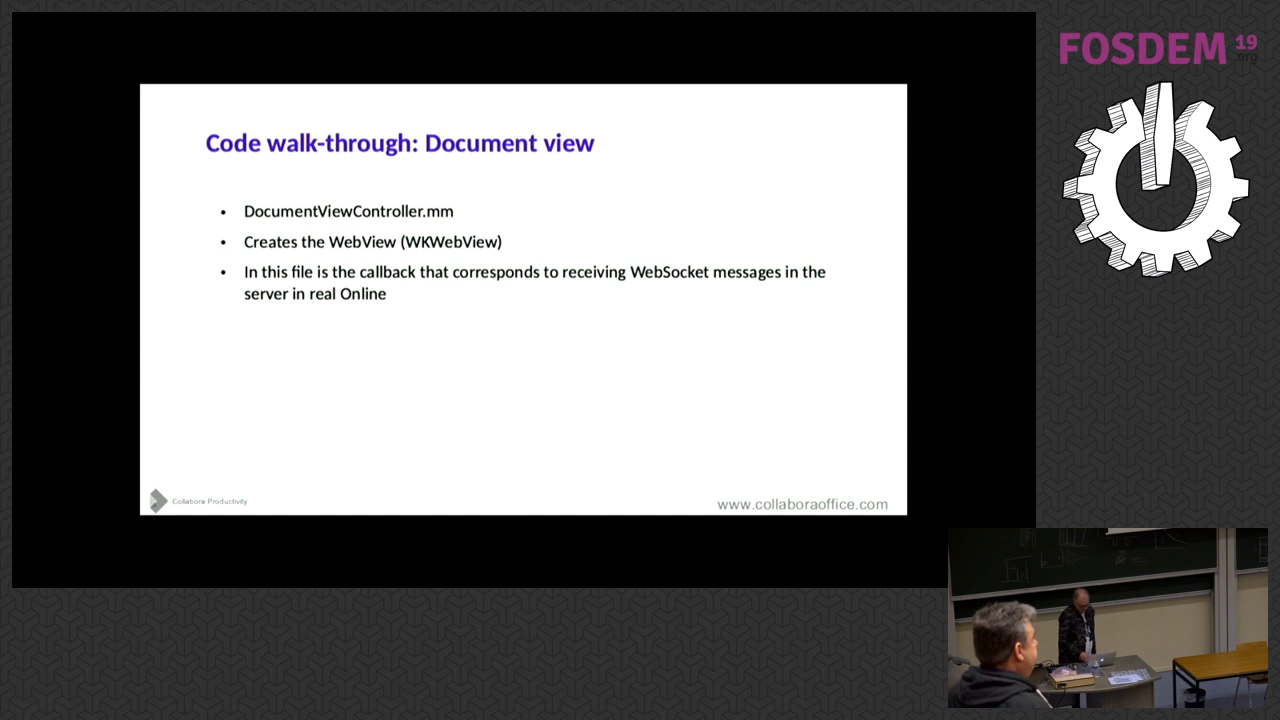 FOSDEM 19
.org
Code walk-through: Document view
• DocumentViewController.mm
• Creates the WebView (WKWebView)
• In this file is the callback that corresponds to receiving WebSocket messages in the
server in real Online
Collabora Productivity
www.collaboraoffice.com